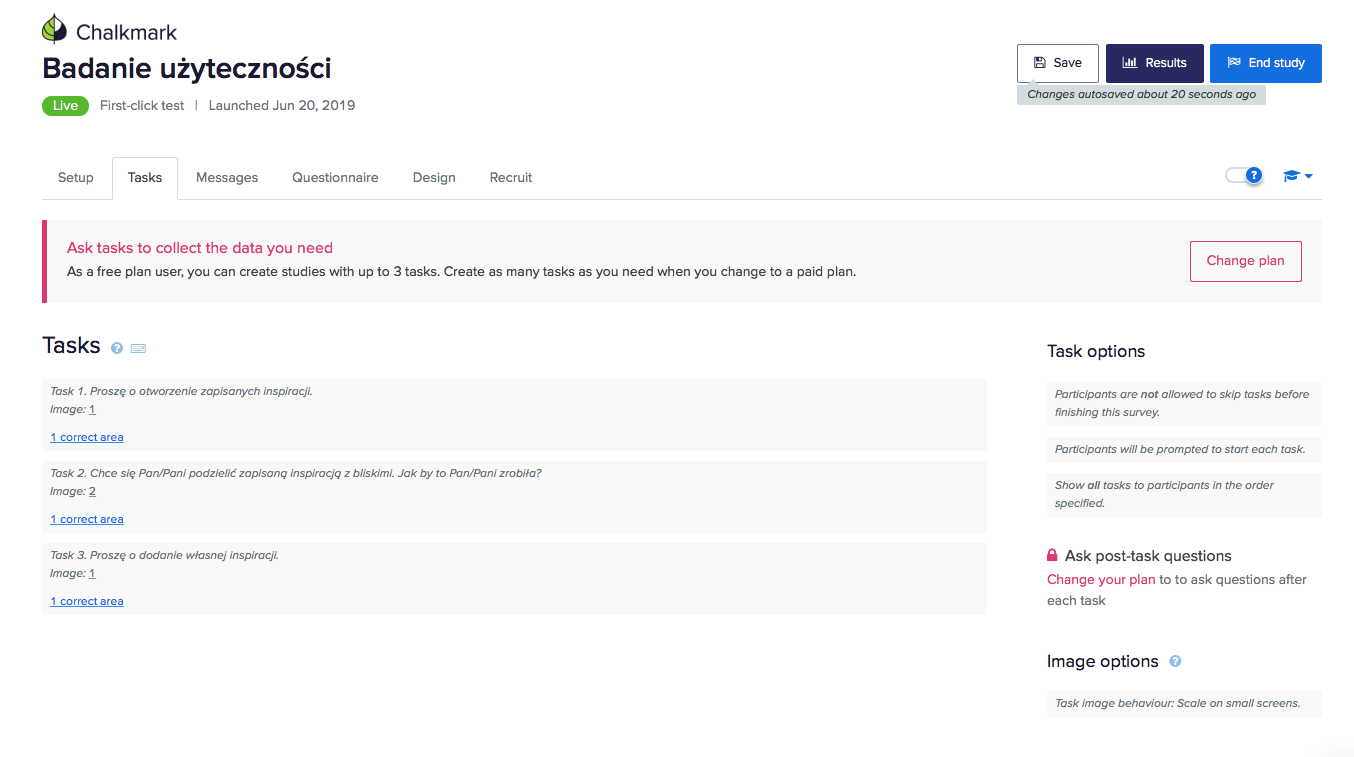 Chalkmark
Badanie użyteczności
Live First-click test | Launched Jun 20, 2019
Save
Results
End study
Changes autosaved about 20 seconds ago
Setup Tasks Messages Questionnaire Design Recruit
?
Ask tasks to collect the data you need
As a free plan user, you can create studies with up to 3 tasks. Create as many tasks as you need when you change to a paid plan.
Change plan
Tasks ?
Task 1. Proszę o otworzenie zapisanych inspiracji.
Image: 1
1 correct area
Task 2. Chce się Pan/Pani podzielić zapisaną inspiracją z bliskimi. Jak by to Pan/Pani zrobiła?
Image: 2
1 correct area
Task 3. Proszę o dodanie własnej inspiracji.
Image: 1
1 correct area
Task options
Participants are not allowed to skip tasks before
finishing this survey.
Participants will be prompted to start each task.
Show all tasks to participants in the order
specified.
Ask post-task questions
Change your plan to to ask questions after
each task
Image options ?
Task image behaviour: Scale on small screens.